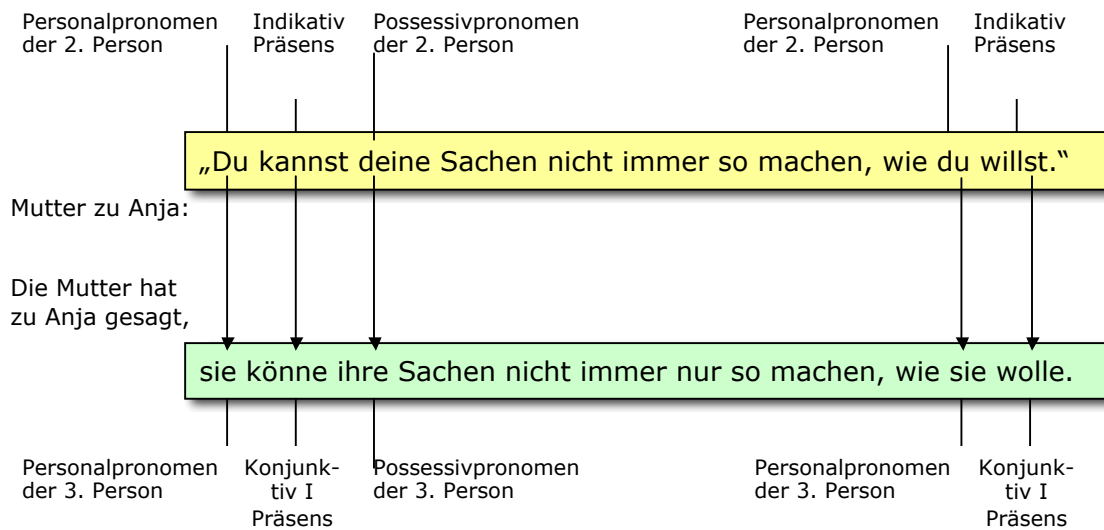 Personalpronomen Indikativ Possessivpronomen Personalpronomen Indikativ
der 2. Person Präsens der 2. Person der 2. Person Präsens
„Du kannst deine Sachen nicht immer so machen, wie du willst.“
Mutter zu Anja:
Die Mutter hat
zu Anja gesagt,
sie könne ihre Sachen nicht immer nur so machen, wie sie wolle.
Personalpronomen Konjunk- Possessivpronomen Personalpronomen Konjunk-
der 3. Person tiv I der 3. Person der 3. Person tiv I
Präsens Präsens